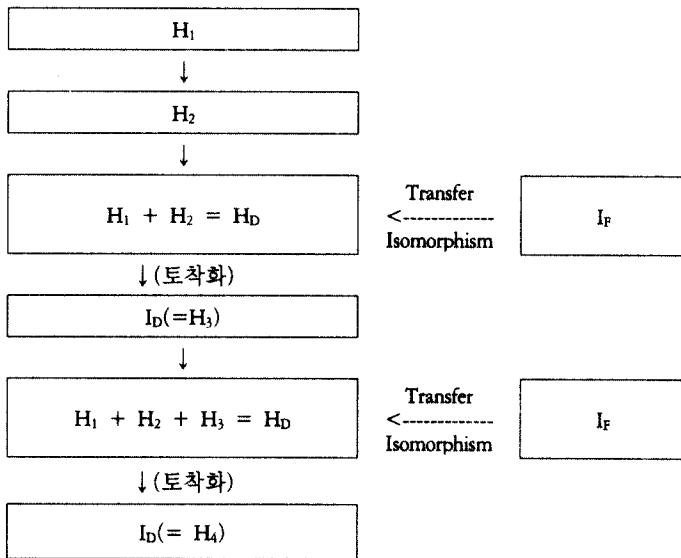 H₁
↓
H₂
↓
H₁ + H₂ = H_D
Transfer
<-------------
Isomorphism
I_F
↓(토착화)
I_D(=H₃)
↓
H₁ + H₂ + H₃ = H_D
Transfer
<-------------
Isomorphism
I_F
↓(토착화)
I_D(= H₄)